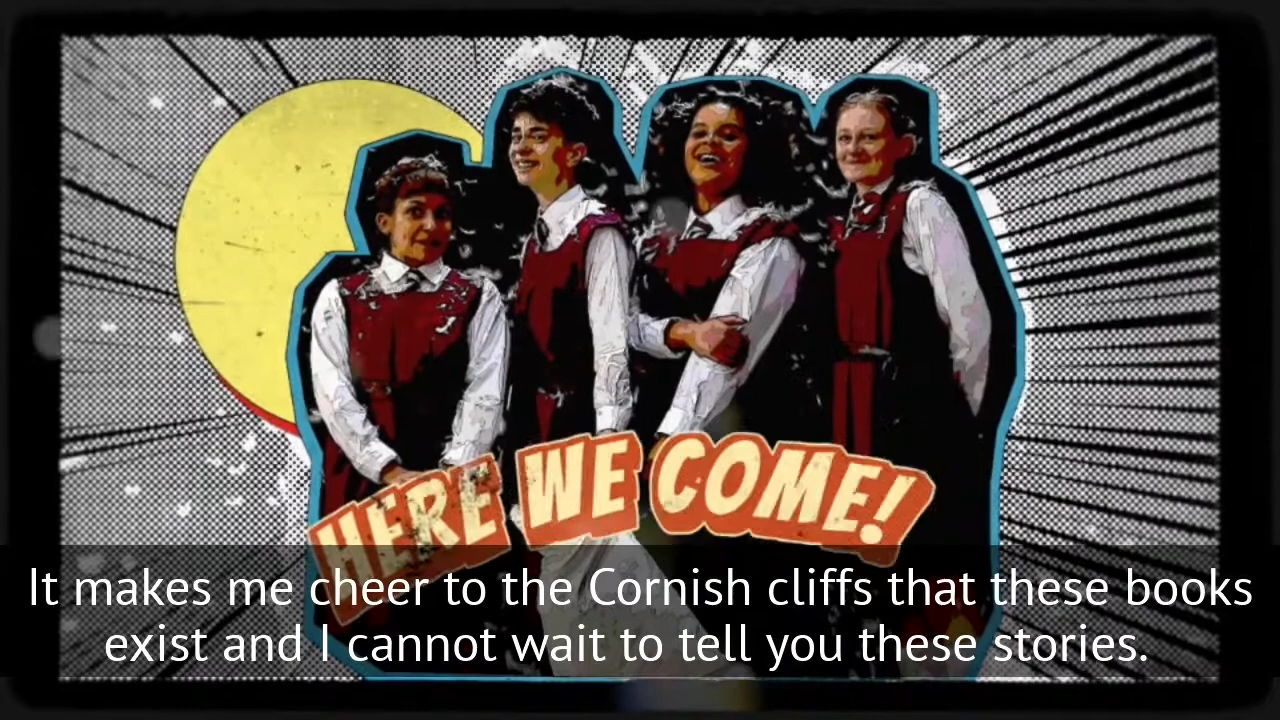 HERE WE COME!
It makes me cheer to the Cornish cliffs that these books
exist and I cannot wait to tell you these stories.